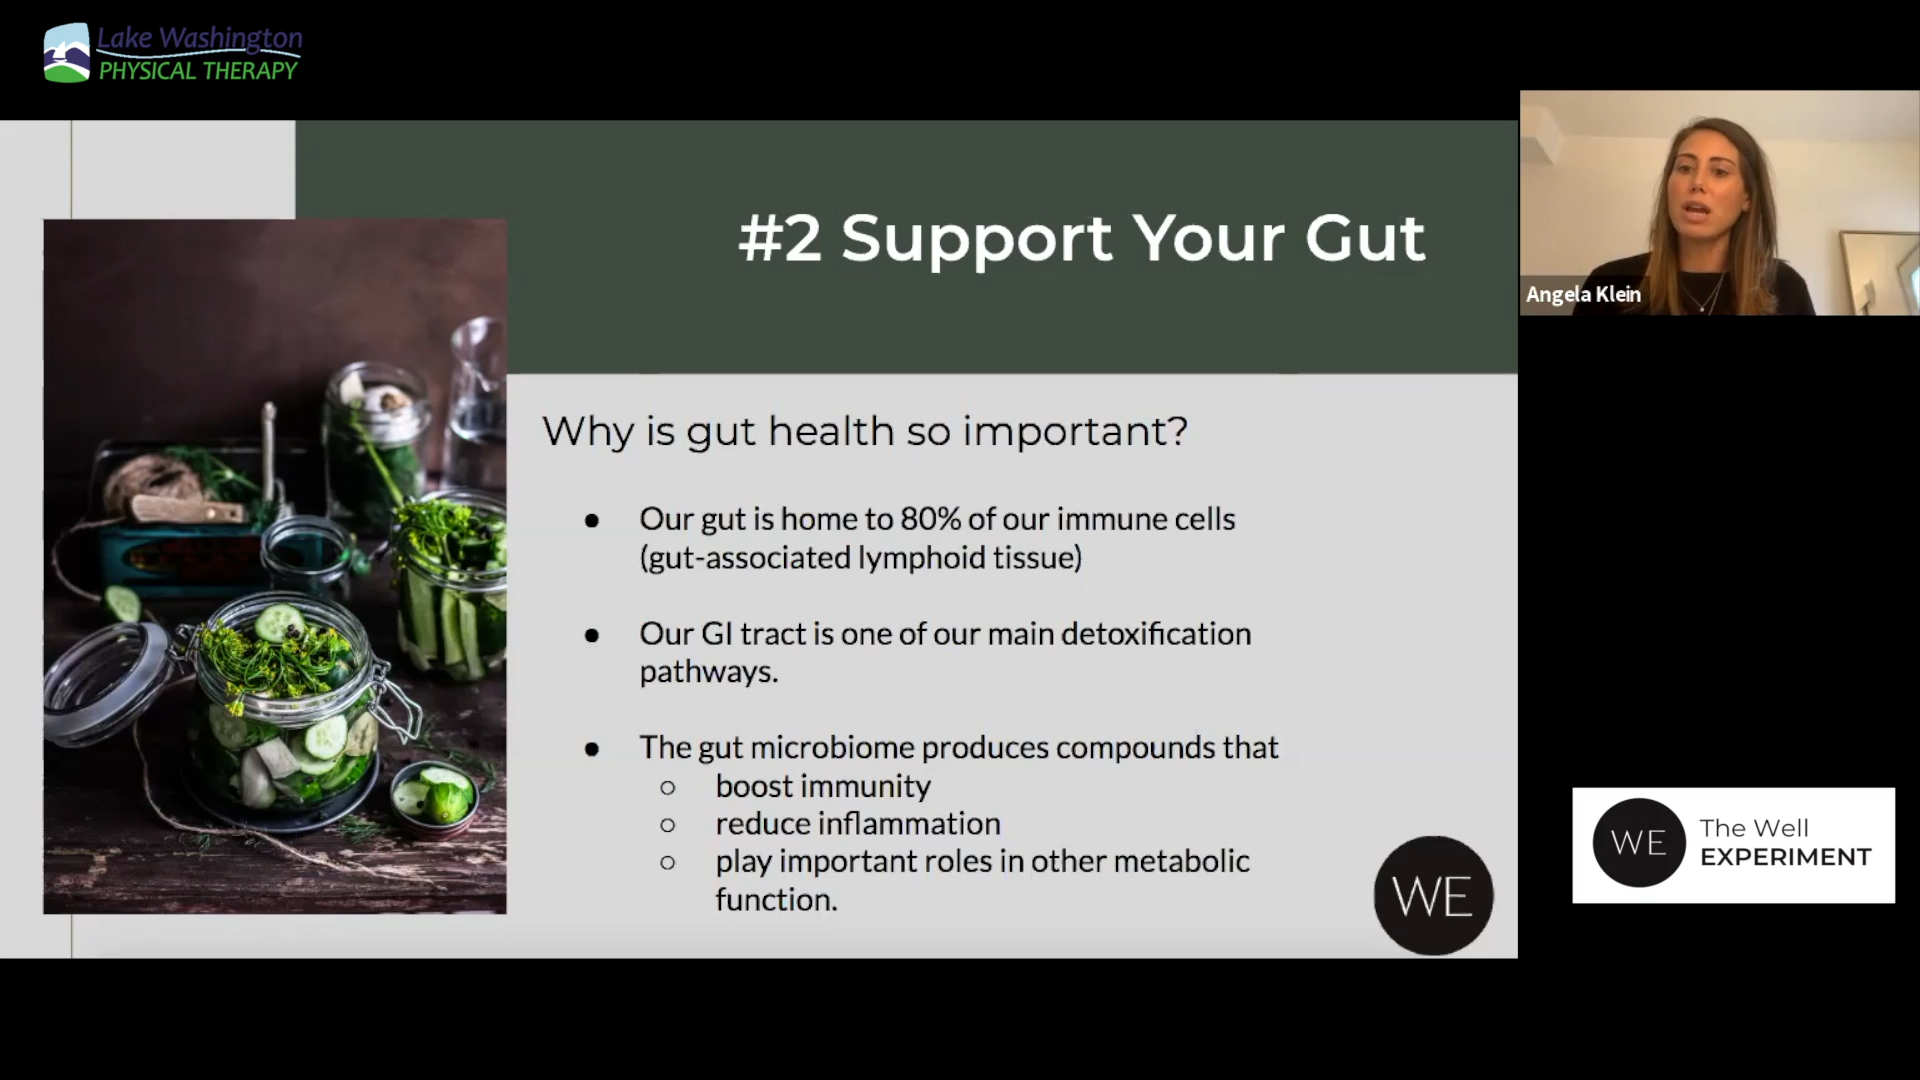 Lake Washington
PHYSICAL THERAPY
#2 Support Your Gut
Angela Klein
Why is gut health so important?
● Our gut is home to 80% of our immune cells
(gut-associated lymphoid tissue)
● Our GI tract is one of our main detoxification
pathways.
● The gut microbiome produces compounds that
○ boost immunity
○ reduce inflammation
○ play important roles in other metabolic
function.
WE
WE
The Well
EXPERIMENT